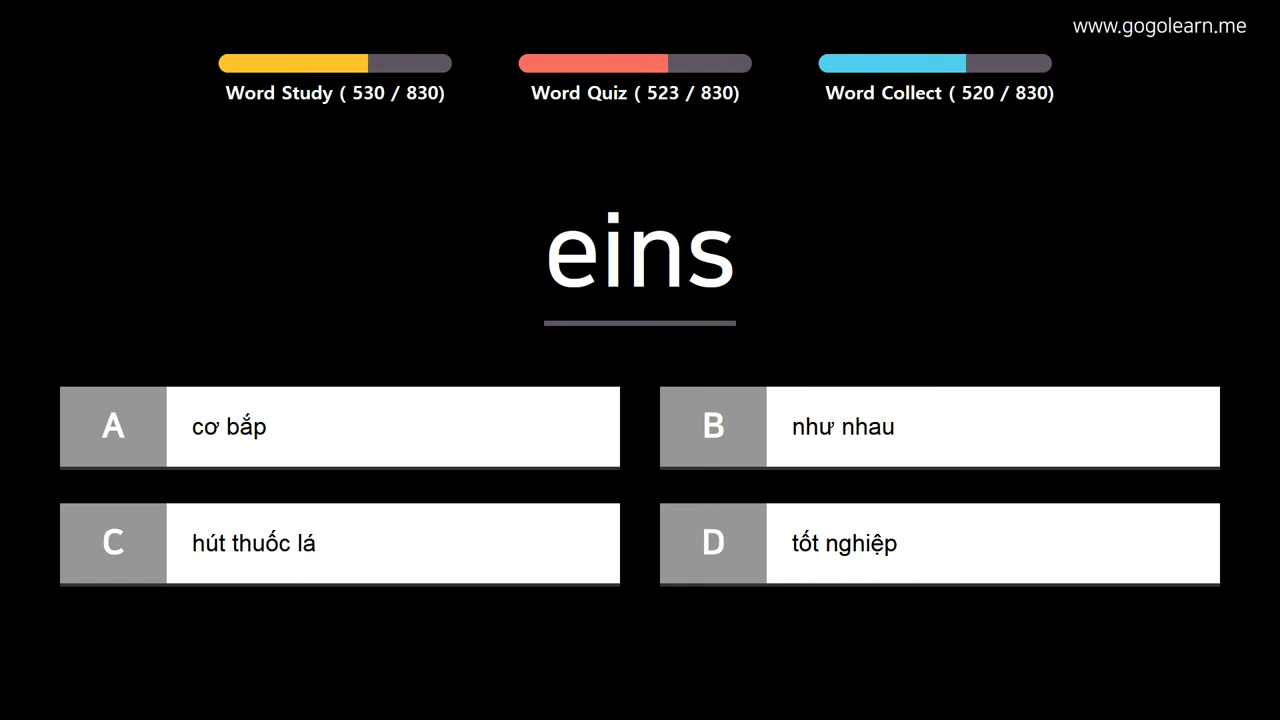 www.gogolearn.me
Word Study ( 530 / 830)
Word Quiz ( 523 / 830)
Word Collect ( 520 / 830)
eins
A
cơ bắp
B
như nhau
C
hút thuốc lá
D
tốt nghiệp